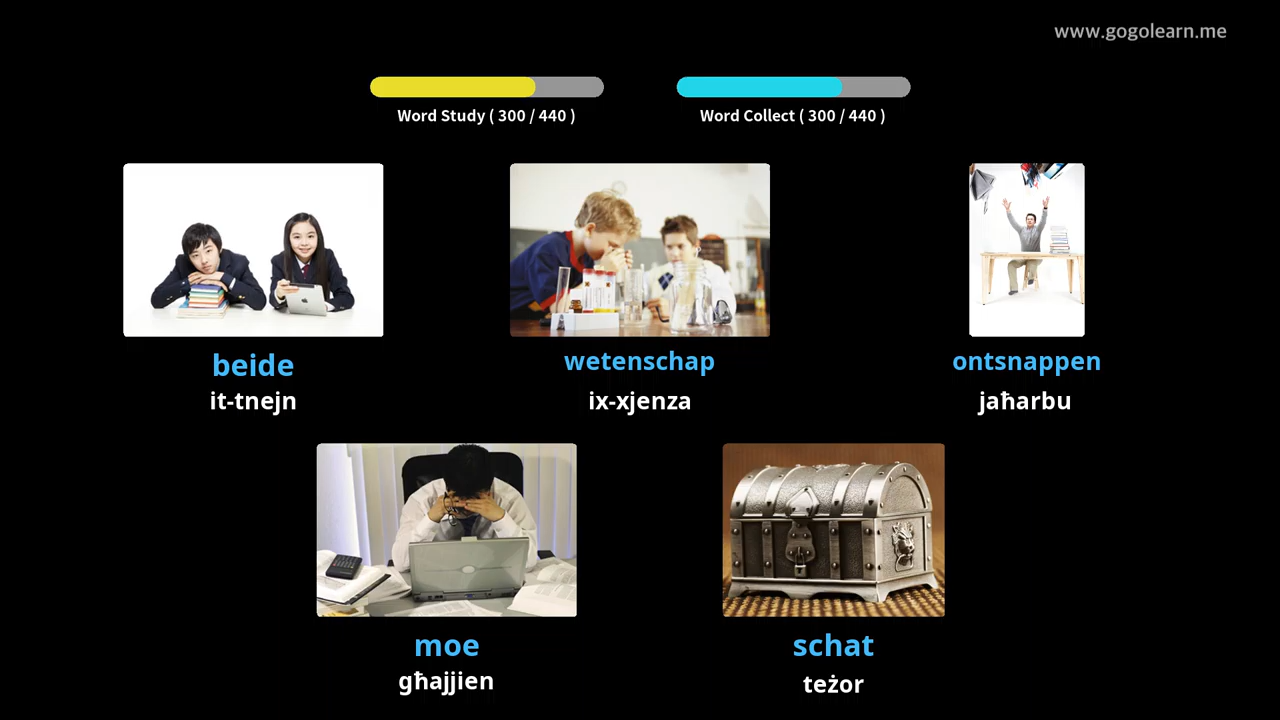 www.gogolearn.me
Word Study ( 300 / 440 )
Word Collect ( 300 / 440 )
beide
it-tnejn
wetenschap
ix-xjenza
ontsnappen
jaħarbu
moe
għajjien
schat
teżor